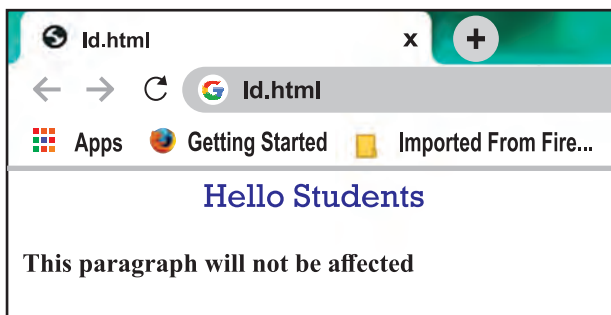 Id.html x +
Id.html
Apps Getting Started Imported From Fire...
Hello Students
This paragraph will not be affected